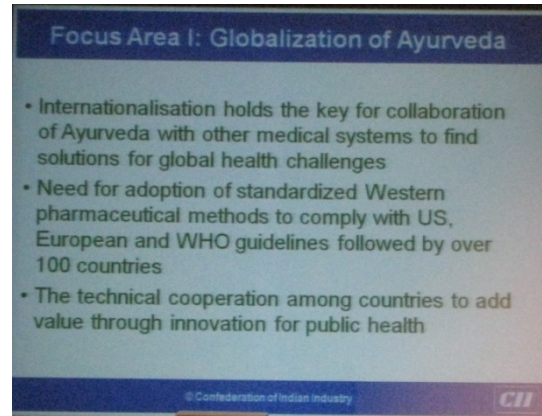 Focus Area I: Globalization of Ayurveda
• Internationalisation holds the key for collaboration
of Ayurveda with other medical systems to find
solutions for global health challenges
• Need for adoption of standardized Western
pharmaceutical methods to comply with US,
European and WHO guidelines followed by over
100 countries
• The technical cooperation among countries to add
value through innovation for public health
© Confederation of Indian Industry
CII